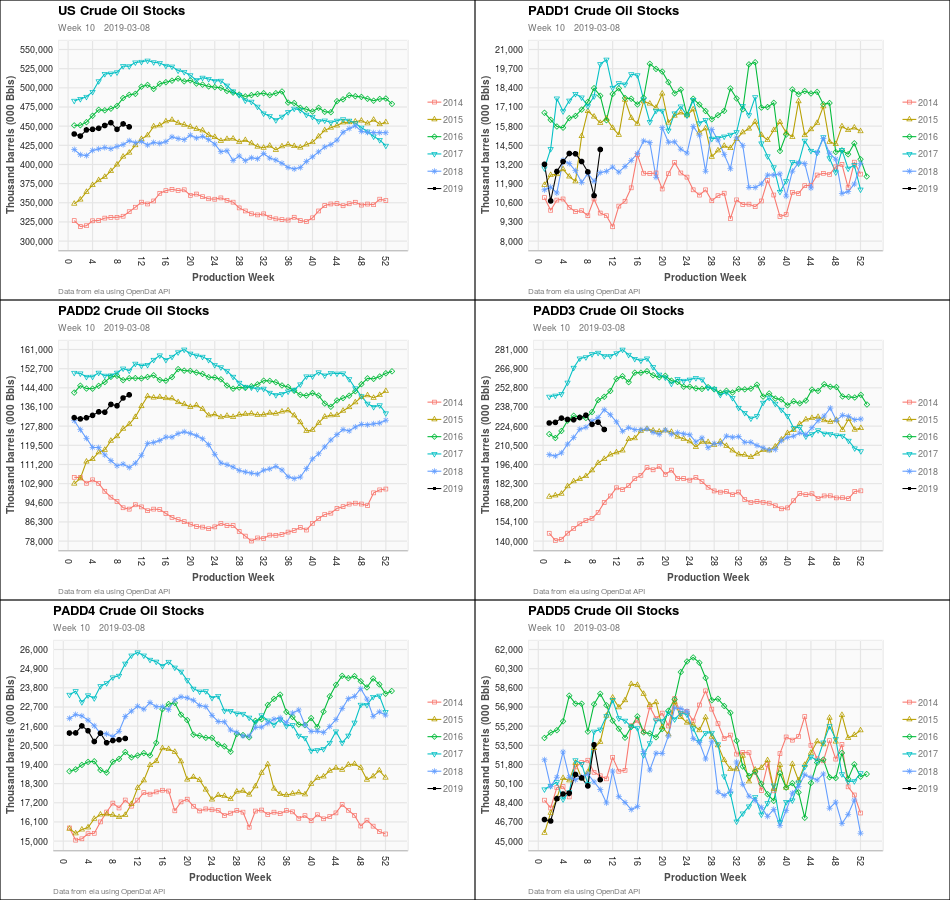 US Crude Oil Stocks
Week 10 2019-03-08
Thousand barrels (000 Bbls)
550,000
525,000
500,000
475,000
450,000
425,000
400,000
375,000
350,000
325,000
300,000
0 4 8 12 16 20 24 28 32 36 40 44 48 52
Production Week
Data from eia using OpenDat API
2014
2015
2016
2017
2018
2019
PADD1 Crude Oil Stocks
Week 10 2019-03-08
Thousand barrels (000 Bbls)
21,000
19,700
18,400
17,100
15,800
14,500
13,200
11,900
10,600
9,300
8,000
0 4 8 12 16 20 24 28 32 36 40 44 48 52
Production Week
Data from eia using OpenDat API
2014
2015
2016
2017
2018
2019
PADD2 Crude Oil Stocks
Week 10 2019-03-08
Thousand barrels (000 Bbls)
161,000
152,700
144,400
136,100
127,800
119,500
111,200
102,900
94,600
86,300
78,000
0 4 8 12 16 20 24 28 32 36 40 44 48 52
Production Week
Data from eia using OpenDat API
2014
2015
2016
2017
2018
2019
PADD3 Crude Oil Stocks
Week 10 2019-03-08
Thousand barrels (000 Bbls)
281,000
266,900
252,800
238,700
224,600
210,500
196,400
182,300
168,200
154,100
140,000
0 4 8 12 16 20 24 28 32 36 40 44 48 52
Production Week
Data from eia using OpenDat API
2014
2015
2016
2017
2018
2019
PADD4 Crude Oil Stocks
Week 10 2019-03-08
Thousand barrels (000 Bbls)
26,000
24,900
23,800
22,700
21,600
20,500
19,400
18,300
17,200
16,100
15,000
0 4 8 12 16 20 24 28 32 36 40 44 48 52
Production Week
Data from eia using OpenDat API
2014
2015
2016
2017
2018
2019
PADD5 Crude Oil Stocks
Week 10 2019-03-08
Thousand barrels (000 Bbls)
62,000
60,300
58,600
56,900
55,200
53,500
51,800
50,100
48,400
46,700
45,000
0 4 8 12 16 20 24 28 32 36 40 44 48 52
Production Week
Data from eia using OpenDat API
2014
2015
2016
2017
2018
2019